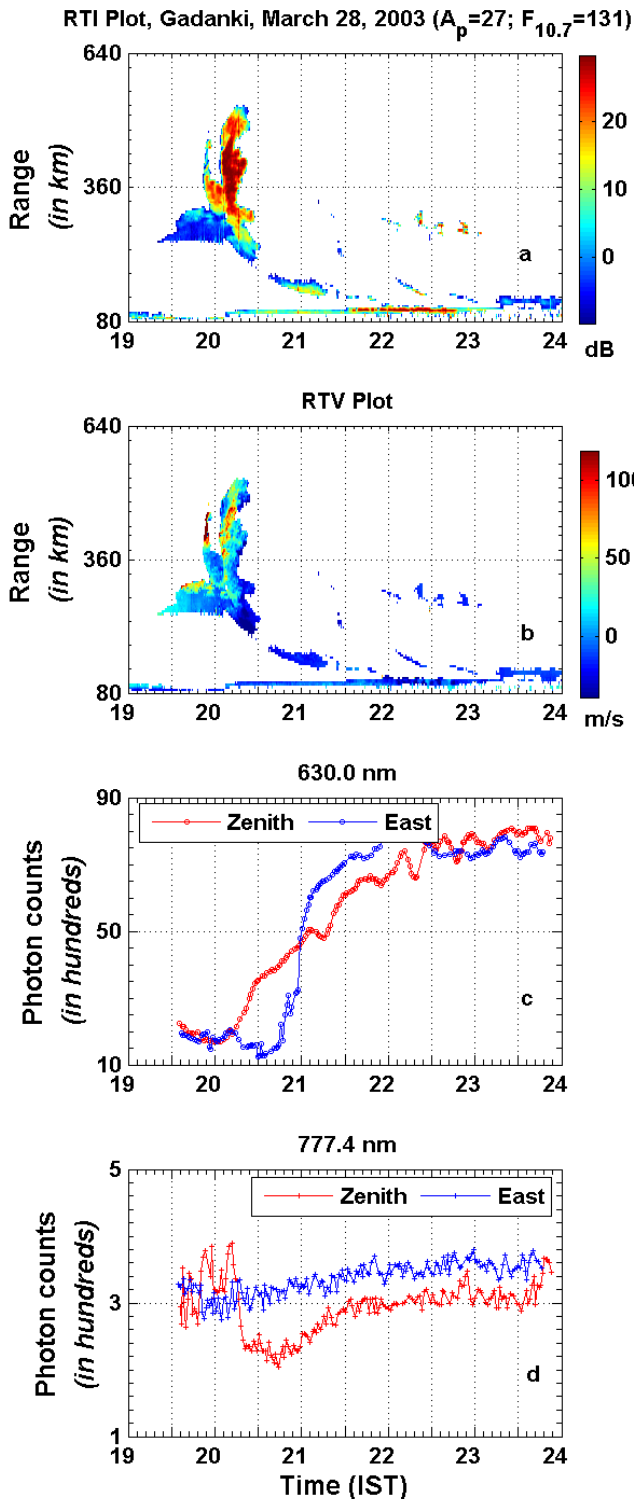 RTI Plot, Gadanki, March 28, 2003 (A_p=27; F_10.7=131)
640
360
80
Range
(in km)
19 20 21 22 23 24
a
20
10
0
dB
RTV Plot
640
360
80
Range
(in km)
19 20 21 22 23 24
b
100
50
0
m/s
630.0 nm
90
50
10
Photon counts
(in hundreds)
Zenith East
19 20 21 22 23 24
c
777.4 nm
5
3
1
Photon counts
(in hundreds)
Zenith East
d
19 20 21 22 23 24
Time (IST)